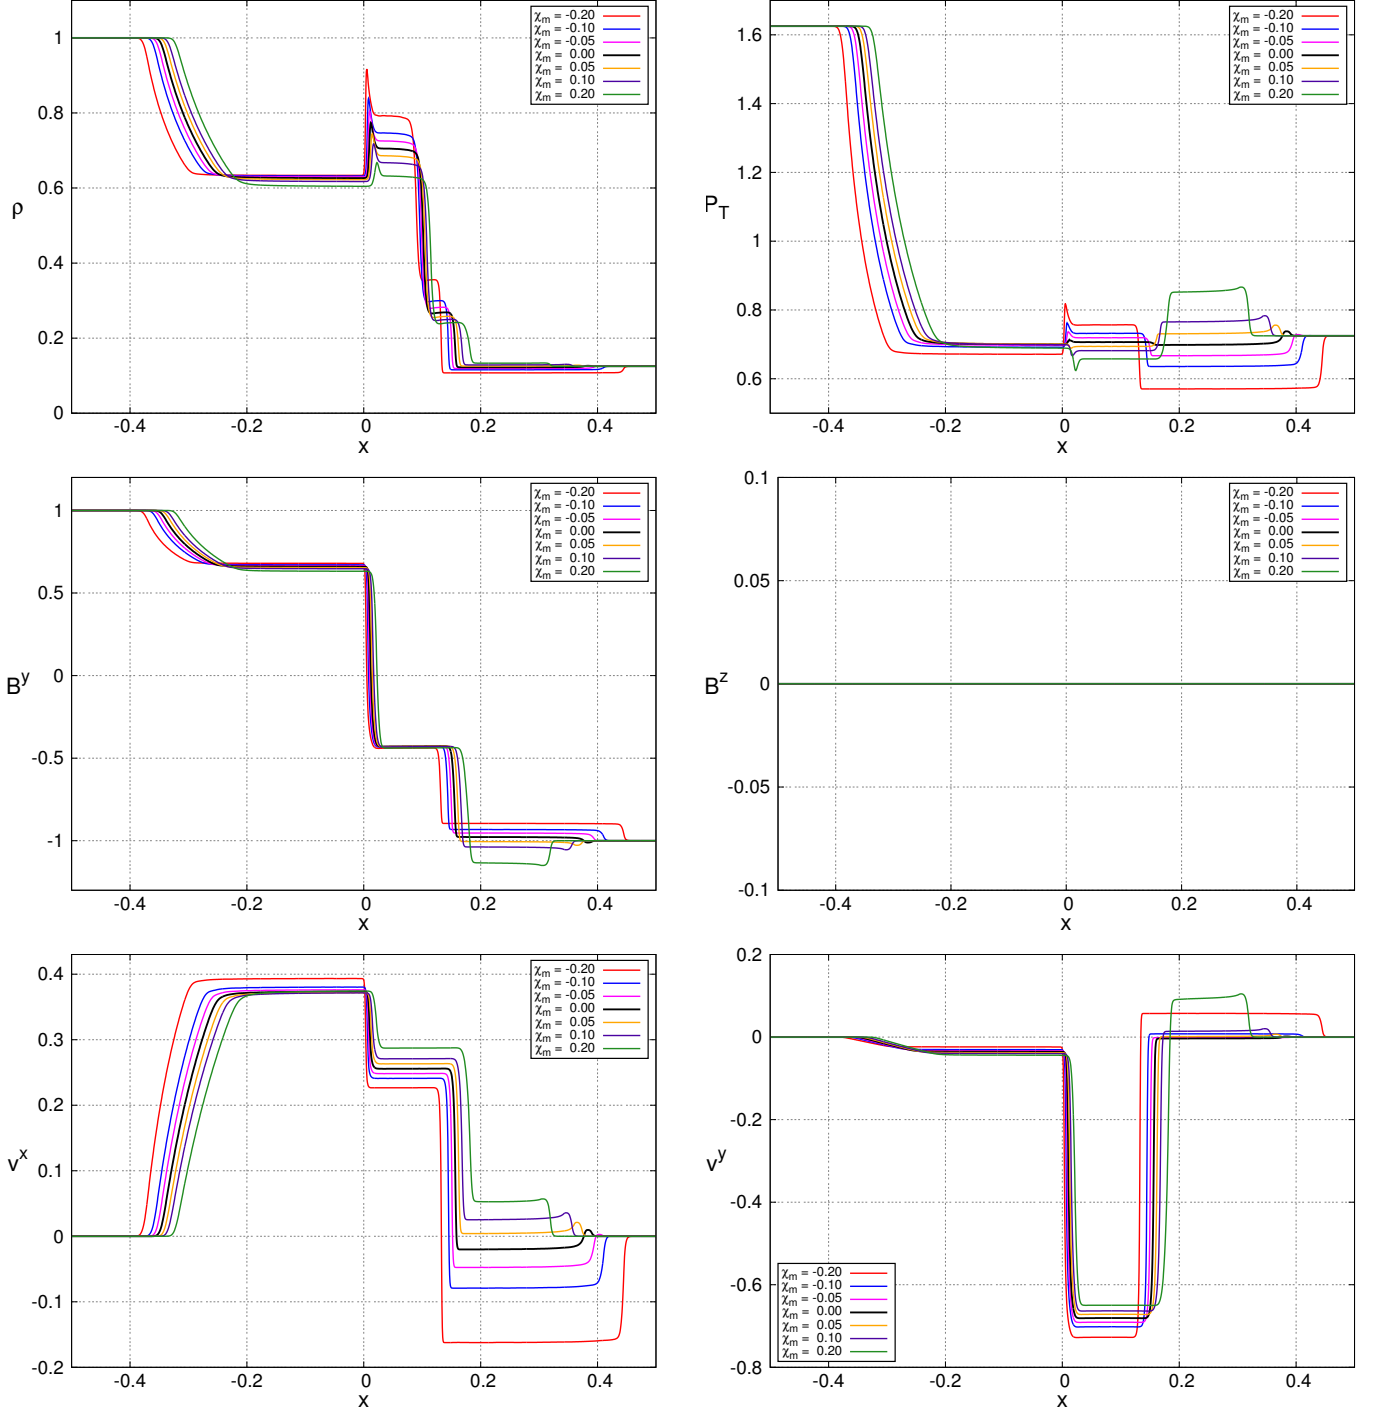 χm = -0.20
χm = -0.10
χm = -0.05
χm = 0.00
χm = 0.05
χm = 0.10
χm = 0.20
1
0.8
0.6
0.4
0.2
0
ρ
-0.4 -0.2 0 0.2 0.4
x
χm = -0.20
χm = -0.10
χm = -0.05
χm = 0.00
χm = 0.05
χm = 0.10
χm = 0.20
1.6
1.4
1.2
1
0.8
0.6
PT
-0.4 -0.2 0 0.2 0.4
x
χm = -0.20
χm = -0.10
χm = -0.05
χm = 0.00
χm = 0.05
χm = 0.10
χm = 0.20
1
0.5
0
-0.5
-1
By
-0.4 -0.2 0 0.2 0.4
x
χm = -0.20
χm = -0.10
χm = -0.05
χm = 0.00
χm = 0.05
χm = 0.10
χm = 0.20
0.1
0.05
0
-0.05
-0.1
Bz
-0.4 -0.2 0 0.2 0.4
x
χm = -0.20
χm = -0.10
χm = -0.05
χm = 0.00
χm = 0.05
χm = 0.10
χm = 0.20
0.4
0.3
0.2
0.1
0
-0.1
-0.2
vx
-0.4 -0.2 0 0.2 0.4
x
0.2
0
-0.2
-0.4
-0.6
-0.8
vy
χm = -0.20
χm = -0.10
χm = -0.05
χm = 0.00
χm = 0.05
χm = 0.10
χm = 0.20
-0.4 -0.2 0 0.2 0.4
x